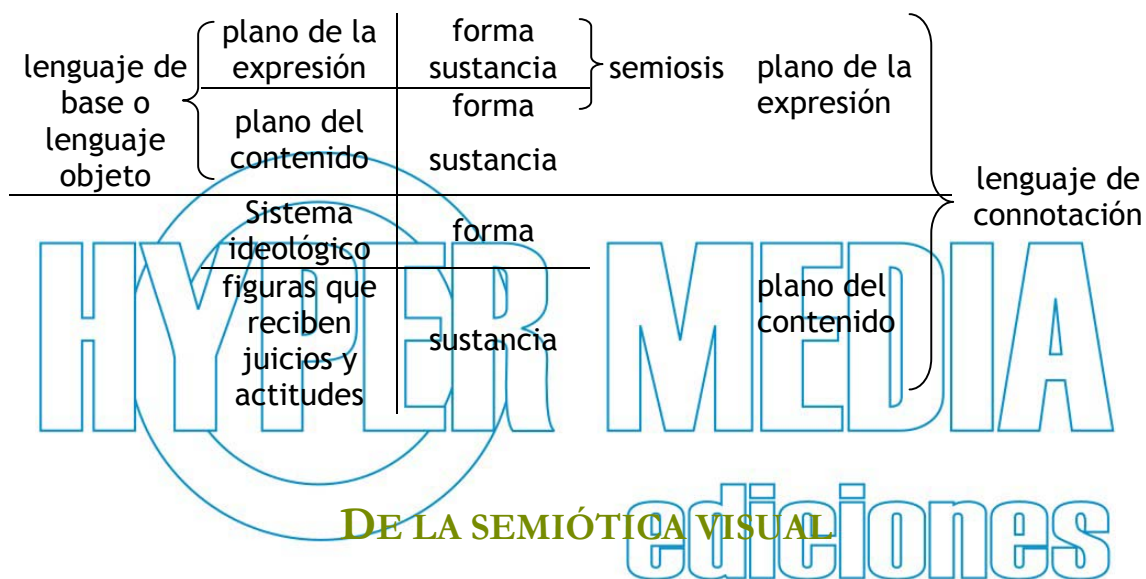 lenguaje de
base o
lenguaje
objeto
plano de la
expresión
forma
sustancia
semiosis
plano de la
expresión
plano del
contenido
forma
sustancia
lenguaje de
connotación
Sistema
ideológico
forma
figuras que
reciben
juicios y
actitudes
sustancia
plano del
contenido
HYPER MEDIA
ediciones
DE LA SEMIÓTICA VISUAL